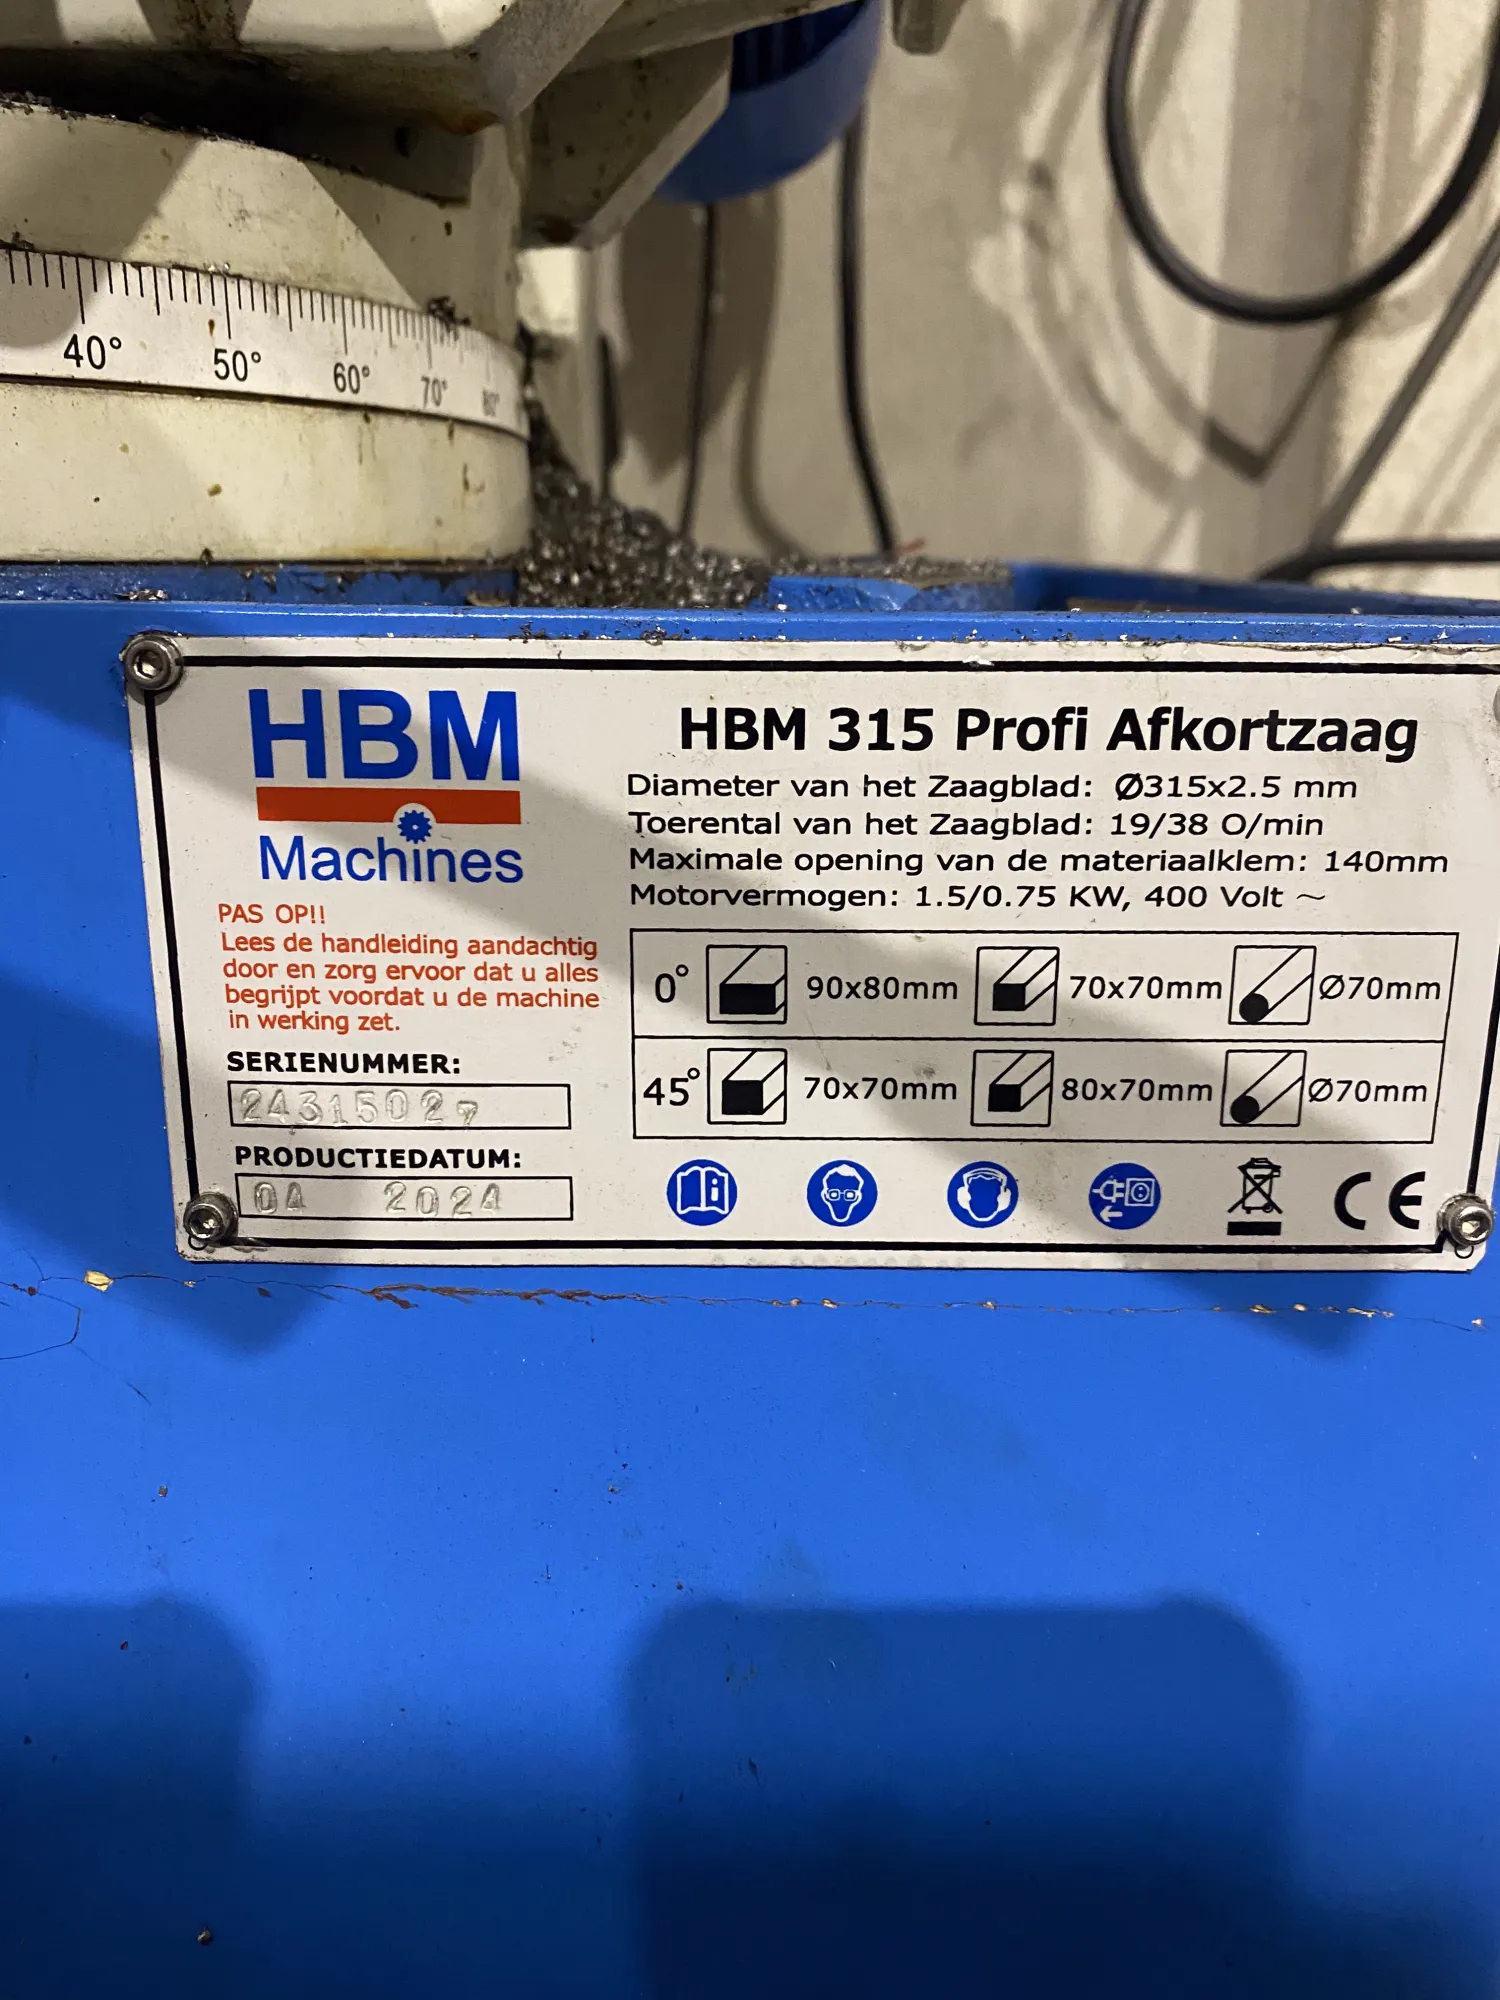 40° 50° 60° 70° 80°
HBM
Machines
HBM 315 Profi Afkortzaag
Diameter van het Zaagblad: Ø315x2.5 mm
Toerental van het Zaagblad: 19/38 O/min
Maximale opening van de materiaalklem: 140mm
Motorvermogen: 1.5/0.75 KW, 400 Volt ~
PAS OP!!
Lees de handleiding aandachtig
door en zorg ervoor dat u alles
begrijpt voordat u de machine
in werking zet.
SERIENUMMER:
24315027
PRODUCTIEDATUM:
04 2024
0° 90x80mm 70x70mm Ø70mm
45° 70x70mm 80x70mm Ø70mm
CE